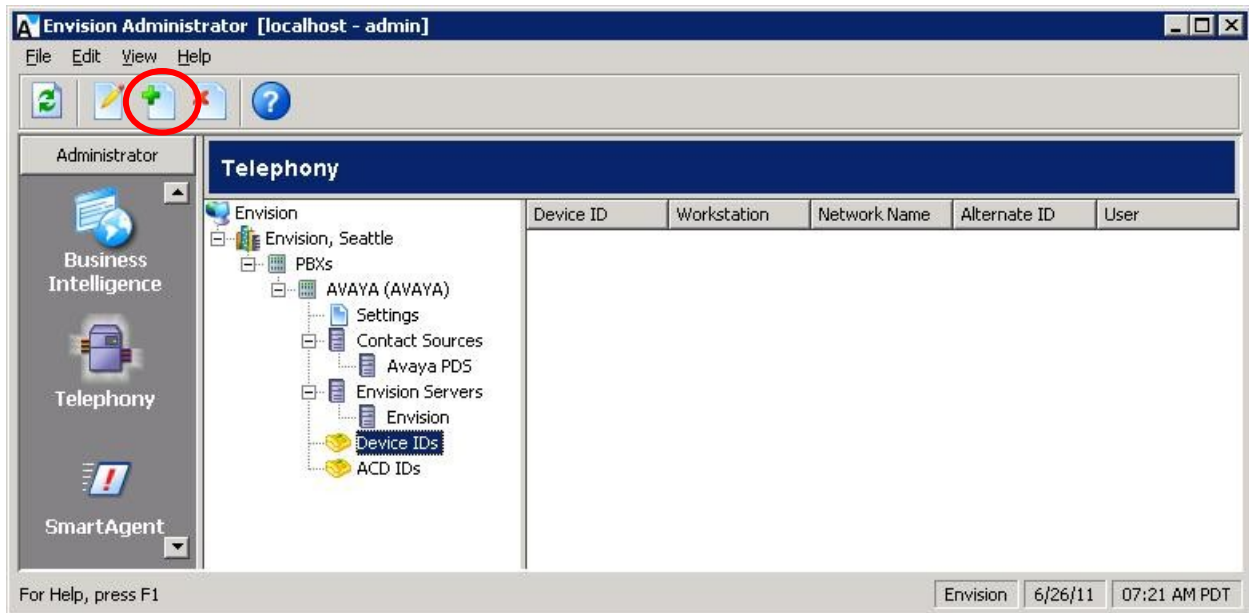 Envision Administrator [localhost - admin]
File Edit View Help
Administrator
Business
Intelligence
Telephony
SmartAgent
Telephony
Envision
Envision, Seattle
PBXs
AVAYA (AVAYA)
Settings
Contact Sources
Avaya PDS
Envision Servers
Envision
Device IDs
ACD IDs
Device ID Workstation Network Name Alternate ID User
For Help, press F1 Envision 6/26/11 07:21 AM PDT